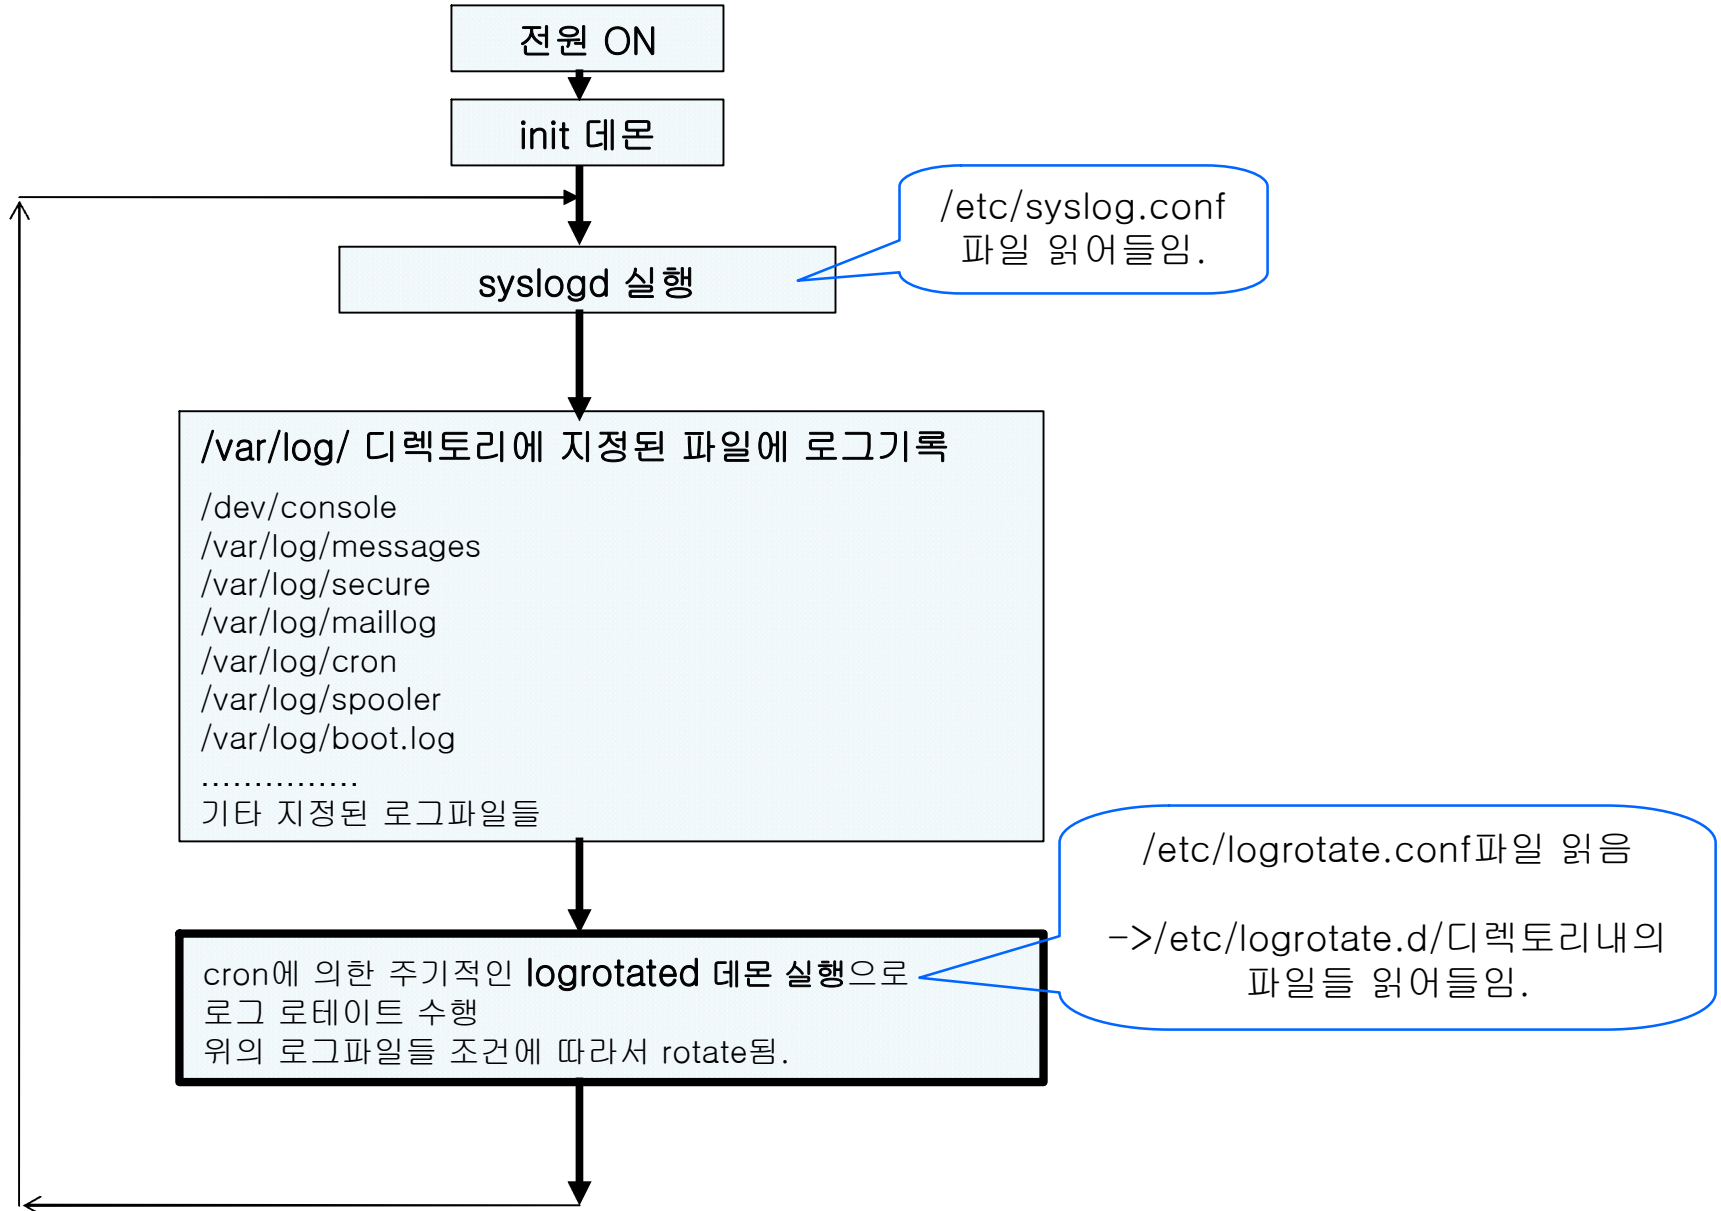 전원 ON
init 데몬
/etc/syslog.conf
파일 읽어들임.
syslogd 실행
/var/log/ 디렉토리에 지정된 파일에 로그기록
/dev/console
/var/log/messages
/var/log/secure
/var/log/maillog
/var/log/cron
/var/log/spooler
/var/log/boot.log
...............
기타 지정된 로그파일들
/etc/logrotate.conf파일 읽음
->/etc/logrotate.d/디렉토리내의
파일들 읽어들임.
cron에 의한 주기적인 logrotated 데몬 실행으로
로그 로테이트 수행
위의 로그파일들 조건에 따라서 rotate됨.